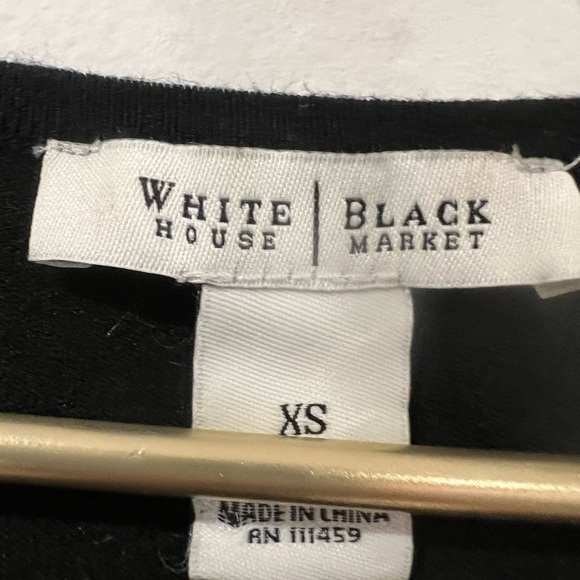 WHITE | BLACK
HOUSE | MARKET
XS
MADE IN CHINA
RN 111459